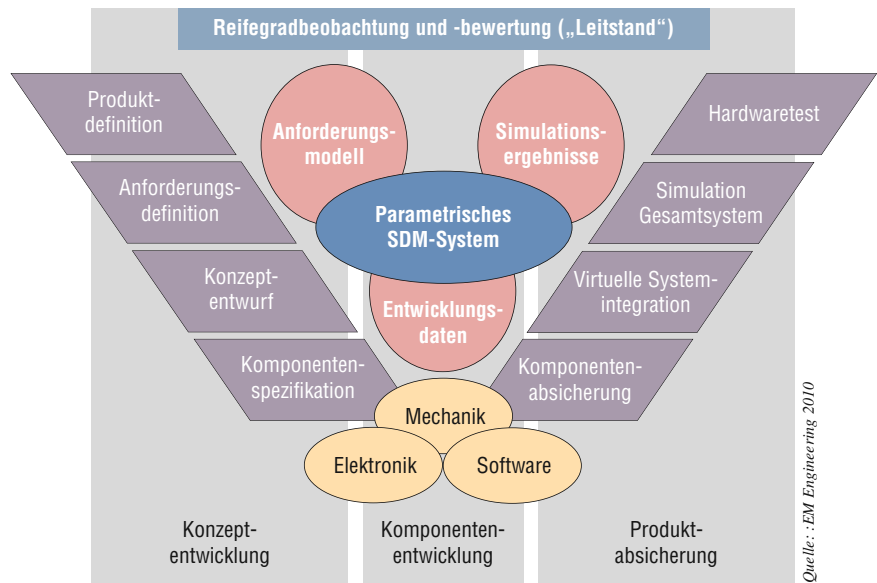 Reifegradbeobachtung und -bewertung („Leitstand“)
Produkt-
definition
Anforderungs-
definition
Konzept-
entwurf
Komponenten-
spezifikation
Anforderungs-
modell
Simulations-
ergebnisse
Parametrisches
SDM-System
Entwicklungs-
daten
Mechanik
Elektronik
Software
Hardwaretest
Simulation
Gesamtsystem
Virtuelle System-
integration
Komponenten-
absicherung
Konzept-
entwicklung
Komponenten-
entwicklung
Produkt-
absicherung
Quelle: :EM Engineering 2010